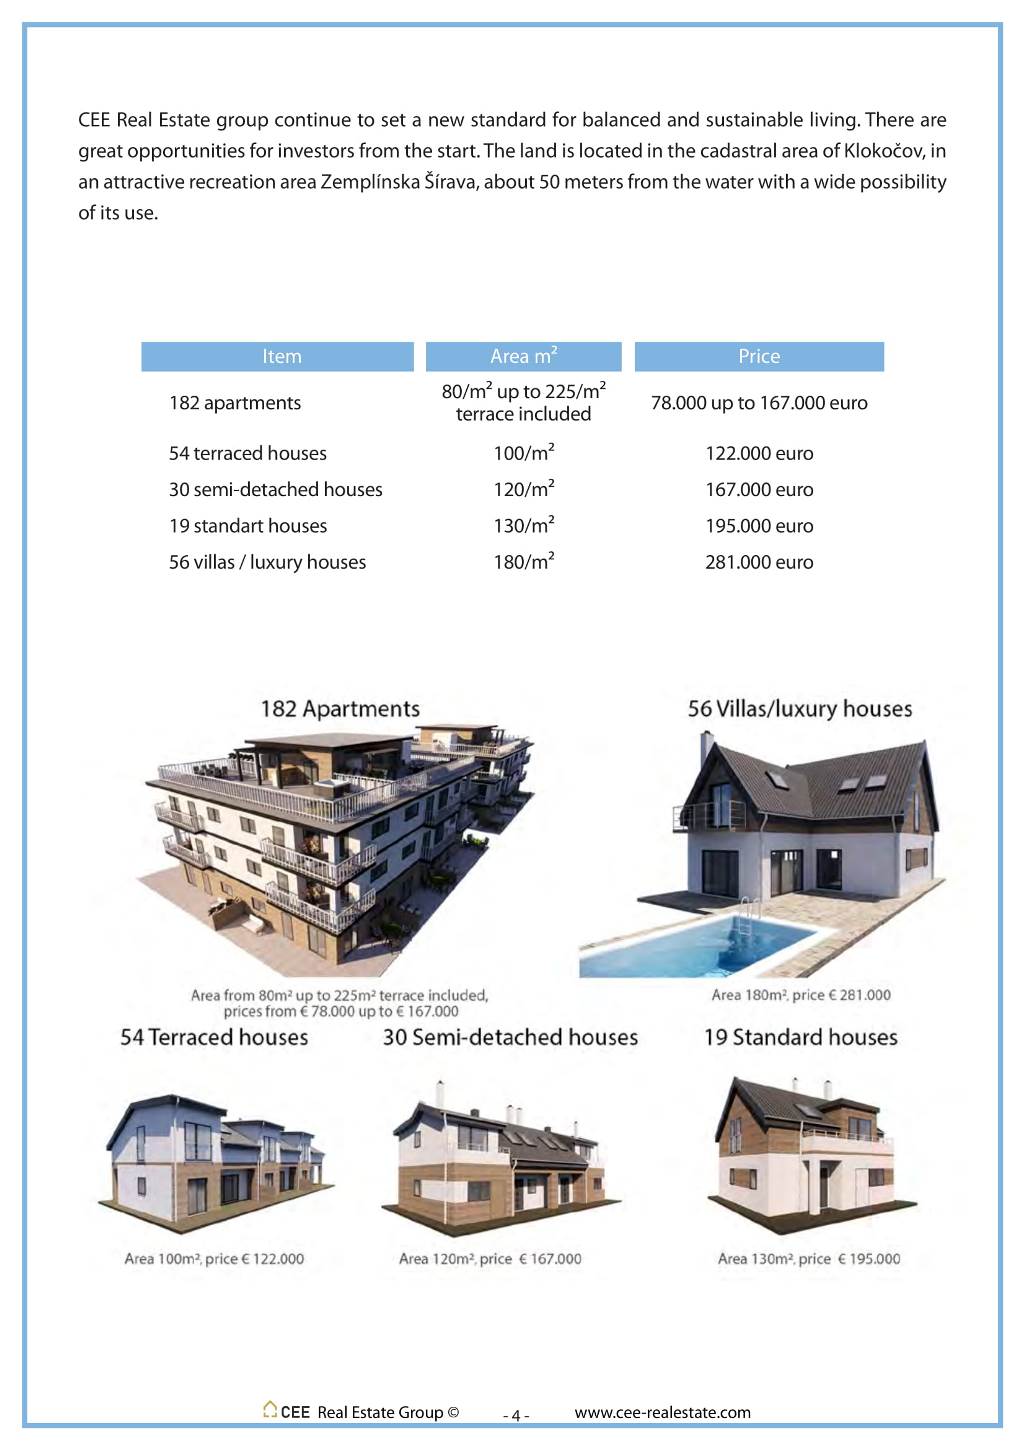 CEE Real Estate group continue to set a new standard for balanced and sustainable living. There are
great opportunities for investors from the start. The land is located in the cadastral area of Klokočov, in
an attractive recreation area Zemplínska Šírava, about 50 meters from the water with a wide possibility
of its use.
Item Area m² Price
182 apartments 80/m² up to 225/m² terrace included 78.000 up to 167.000 euro
54 terraced houses 100/m² 122.000 euro
30 semi-detached houses 120/m² 167.000 euro
19 standart houses 130/m² 195.000 euro
56 villas / luxury houses 180/m² 281.000 euro
182 Apartments
56 Villas/luxury houses
Area from 80m² up to 225m² terrace included,
prices from € 78.000 up to € 167.000
Area 180m², price € 281.000
54 Terraced houses
30 Semi-detached houses
19 Standard houses
Area 100m², price € 122.000
Area 120m², price € 167.000
Area 130m², price € 195.000
CEE Real Estate Group © - 4 - www.cee-realestate.com